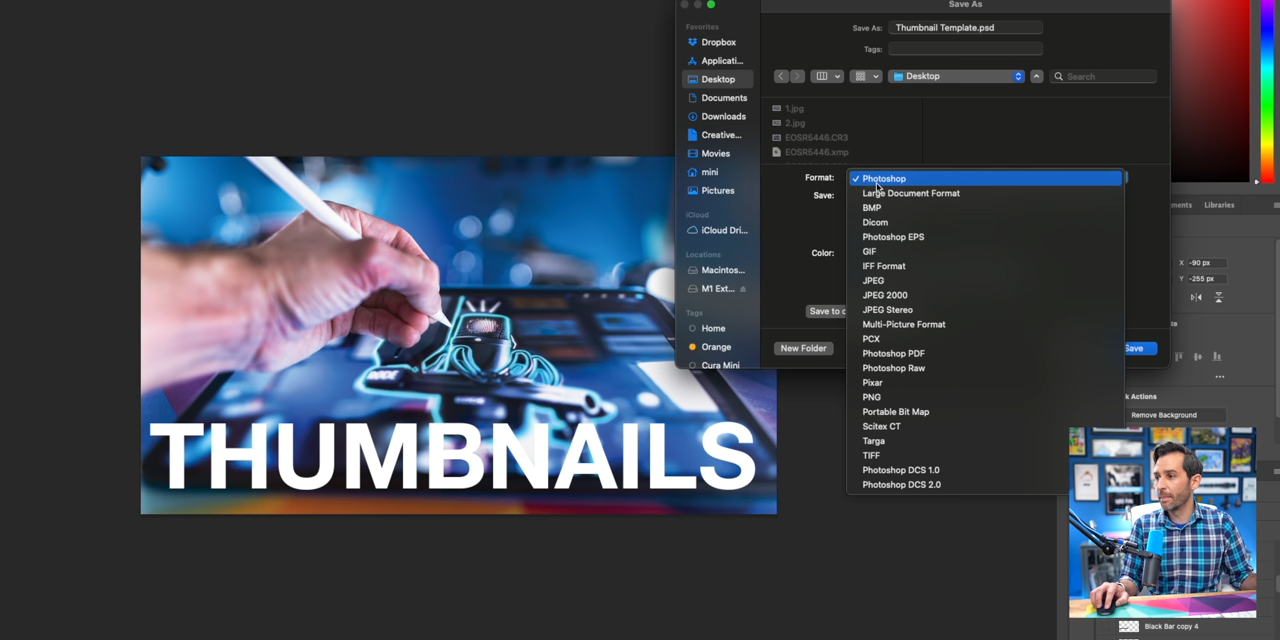 Save As
Favorites
Dropbox
Applicati...
Desktop
Documents
Downloads
Creative...
Movies
mini
Pictures
iCloud
iCloud Dri...
Locations
Macintos...
M1 Ext...
Tags
Home
Orange
Cura Mini
Save As:
Thumbnail Template.psd
Tags:
Desktop
Search
1.jpg
2.jpg
EOSR5446.CR3
EOSR5446.xmp
Format:
Save:
Color:
Save to c
New Folder
Save
Photoshop
Large Document Format
BMP
Dicom
Photoshop EPS
GIF
IFF Format
JPEG
JPEG 2000
JPEG Stereo
Multi-Picture Format
PCX
Photoshop PDF
Photoshop Raw
Pixar
PNG
Portable Bit Map
Scitex CT
Targa
TIFF
Photoshop DCS 1.0
Photoshop DCS 2.0
ments
Libraries
X -90 px
Y -255 px
k Actions
Remove Background
Black Bar copy 4
RODE
THUMBNAILS